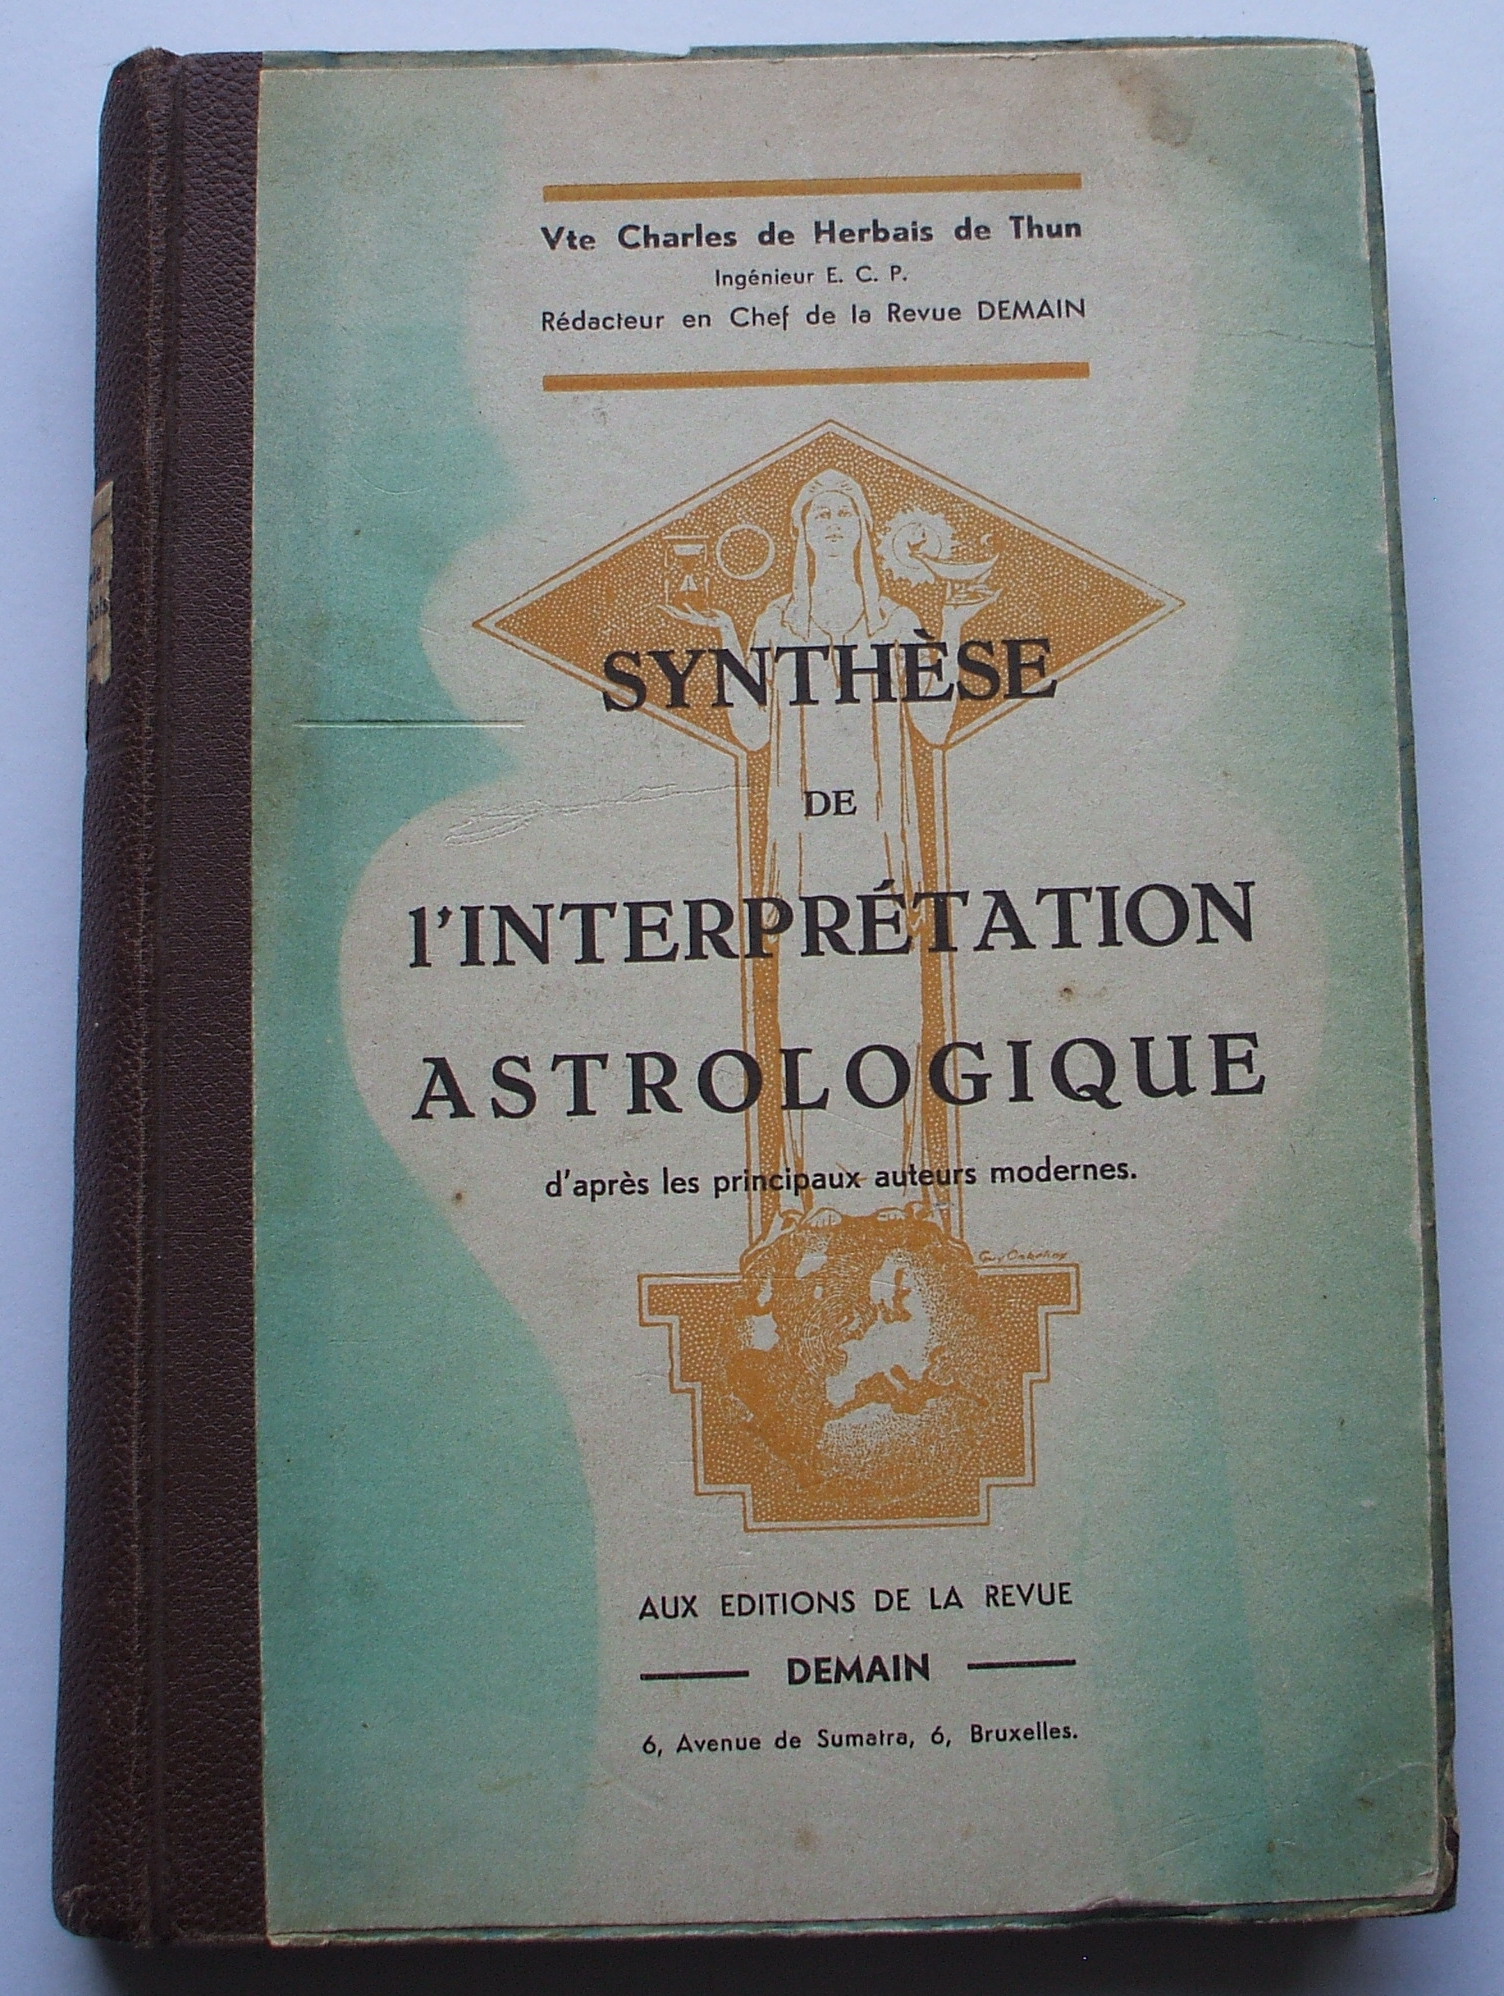 Vte Charles de Herbais de Thun
Ingénieur E. C. P.
Rédacteur en Chef de la Revue DEMAIN
SYNTHÈSE
DE
l'INTERPRÉTATION
ASTROLOGIQUE
d'après les principaux auteurs modernes.
AUX EDITIONS DE LA REVUE
DEMAIN
6, Avenue de Sumatra, 6, Bruxelles.